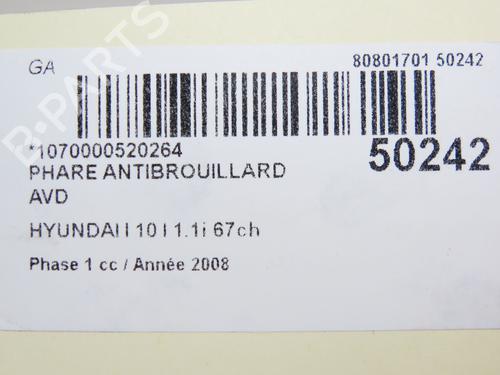 GA
80801701 50242
*1070000520264
50242
PHARE ANTIBROUILLARD
AVD
HYUNDAI I 10 I 1.1i 67ch
Phase 1 cc / Année 2008
B-PARTS